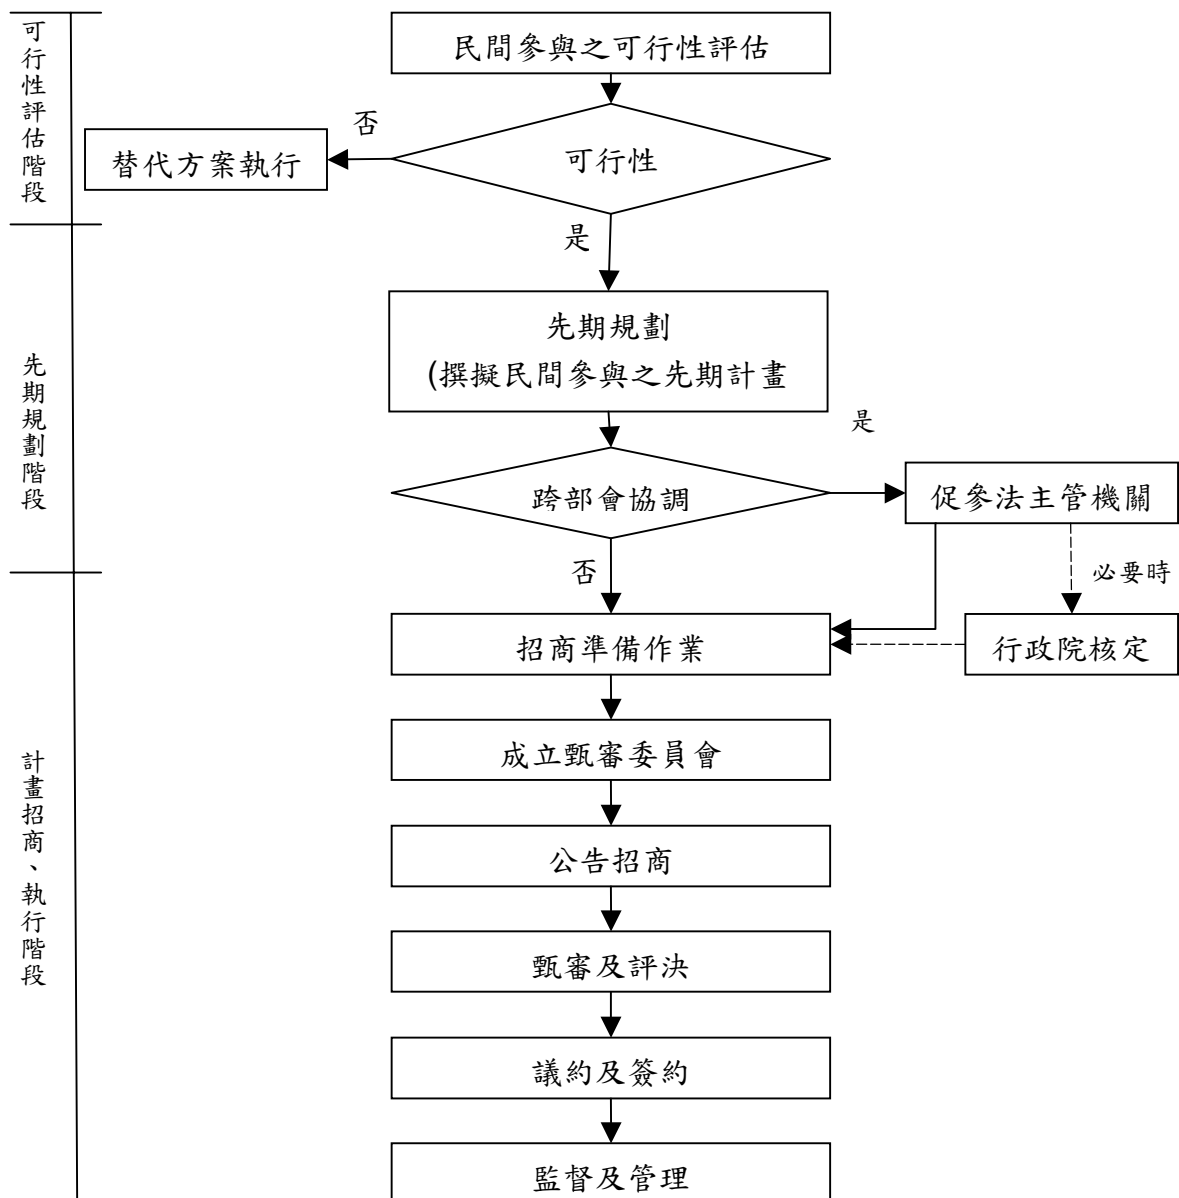 可行性評估階段
民間參與之可行性評估
否
替代方案執行
可行性
是
先期規劃階段
先期規劃
(撰擬民間參與之先期計畫
是
跨部會協調
促參法主管機關
否
必要時
招商準備作業
行政院核定
計畫招商、執行階段
成立甄審委員會
公告招商
甄審及評決
議約及簽約
監督及管理